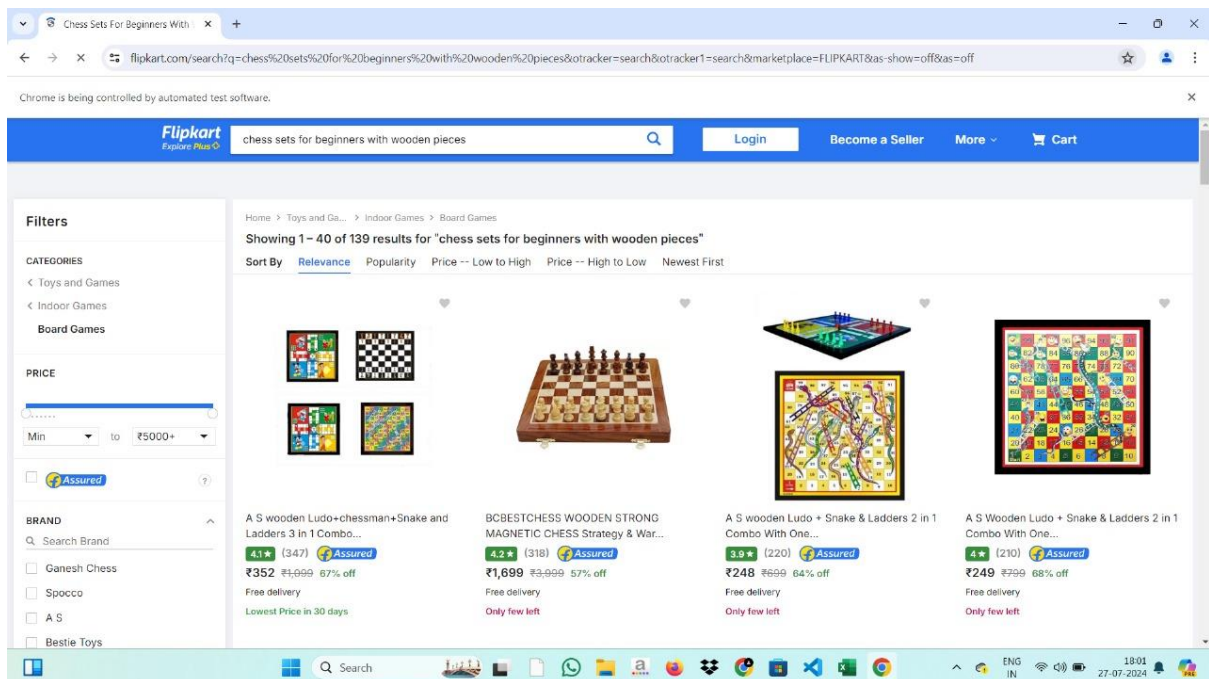 Chess Sets For Beginners With
flipkart.com/search?q=chess%20sets%20for%20beginners%20with%20wooden%20pieces&otracker=search&otracker1=search&marketplace=FLIPKART&as-show=off&as=off
Chrome is being controlled by automated test software.
Flipkart
Explore Plus
chess sets for beginners with wooden pieces
Login
Become a Seller
More
Cart
Filters
CATEGORIES
Toys and Games
Indoor Games
Board Games
PRICE
Min to ₹5000+
Assured
?
BRAND
Search Brand
Ganesh Chess
Spocco
A S
Bestie Toys
Home > Toys and Ga... > Indoor Games > Board Games
Showing 1 – 40 of 139 results for "chess sets for beginners with wooden pieces"
Sort By Relevance Popularity Price -- Low to High Price -- High to Low Newest First
A S wooden Ludo+chessman+Snake and
Ladders 3 in 1 Combo...
4.1★ (347) Assured
₹352 ₹1,099 67% off
Free delivery
Lowest Price in 30 days
BCBESTCHESS WOODEN STRONG
MAGNETIC CHESS Strategy & War...
4.2★ (318) Assured
₹1,699 ₹3,999 57% off
Free delivery
Only few left
A S wooden Ludo + Snake & Ladders 2 in 1
Combo With One...
3.9★ (220) Assured
₹248 ₹699 64% off
Free delivery
Only few left
A S Wooden Ludo + Snake & Ladders 2 in 1
Combo With One...
4★ (210) Assured
₹249 ₹799 68% off
Free delivery
Only few left
Search
ENG
IN
18:01
27-07-2024